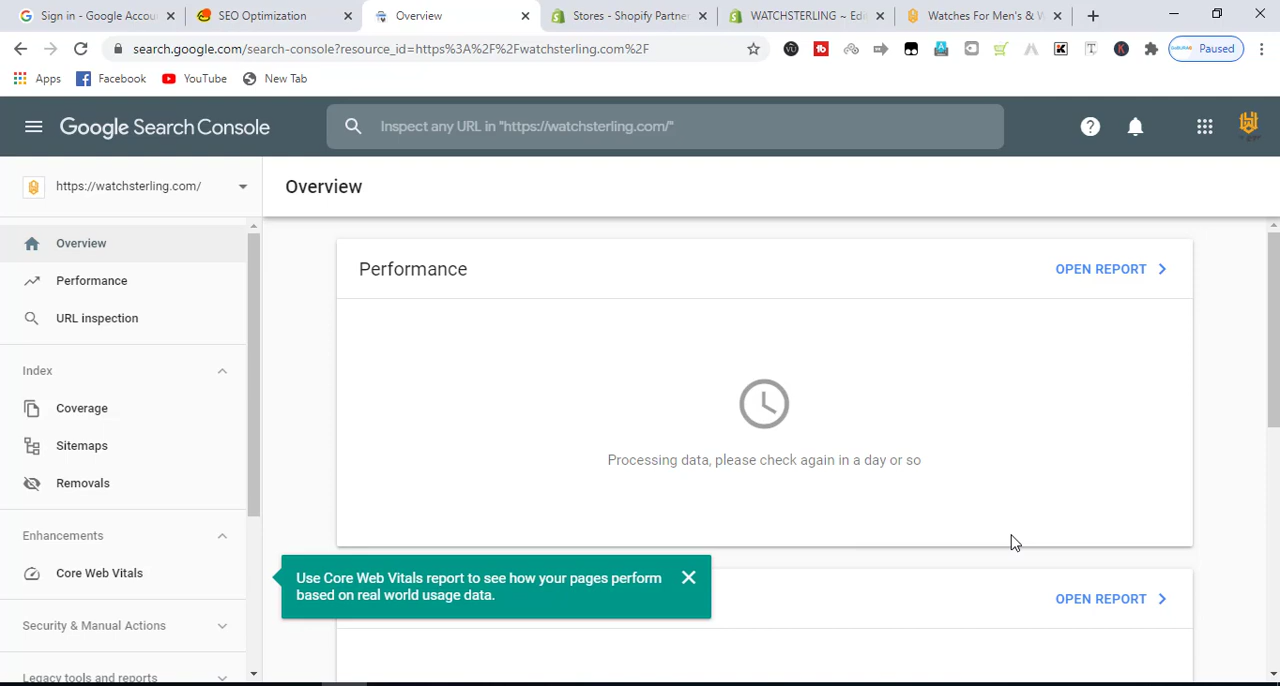 Sign in - Google Accou
SEO Optimization
Overview
Stores - Shopify Partne
WATCHSTERLING ~ Ed
Watches For Men's & W
search.google.com/search-console?resource_id=https%3A%2F%2Fwatchsterling.com%2F
Paused
Apps
Facebook
YouTube
New Tab
Google Search Console
Inspect any URL in "https://watchsterling.com/"
https://watchsterling.com/
Overview
Overview
Performance
URL inspection
Index
Coverage
Sitemaps
Removals
Enhancements
Core Web Vitals
Security & Manual Actions
Legacy tools and reports
Performance
OPEN REPORT
Processing data, please check again in a day or so
Use Core Web Vitals report to see how your pages perform
based on real world usage data.
OPEN REPORT